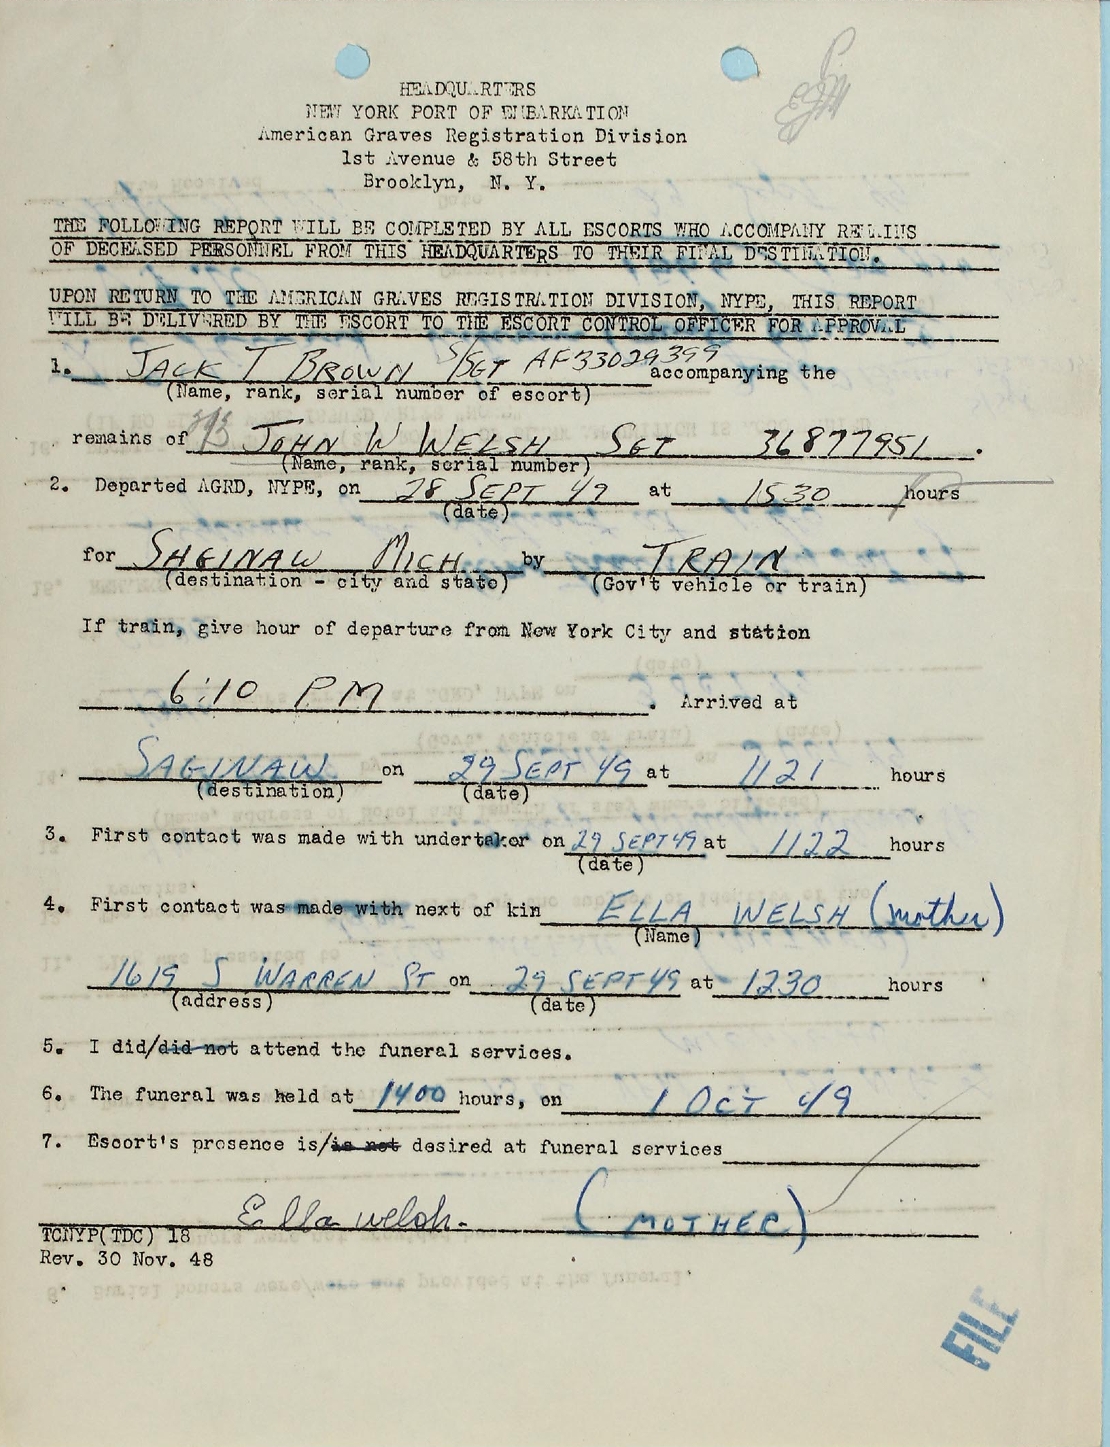 HEADQUARTERS
NEW YORK PORT OF EMBARKATION
American Graves Registration Division
1st Avenue & 58th Street
Brooklyn, N. Y.
THE FOLLOWING REPORT WILL BE COMPLETED BY ALL ESCORTS WHO ACCOMPANY REMAINS
OF DECEASED PERSONNEL FROM THIS HEADQUARTERS TO THEIR FINAL DESTINATION.
UPON RETURN TO THE AMERICAN GRAVES REGISTRATION DIVISION, NYPE, THIS REPORT
WILL BE DELIVERED BY THE ESCORT TO THE ESCORT CONTROL OFFICER FOR APPROVAL
1. JACK T BROWN S/SGT AF33029399 accompanying the
(Name, rank, serial number of escort)
remains of JOHN W WELSH SGT 36877951.
(Name, rank, serial number)
2. Departed AGRD, NYPE, on 28 SEPT 49 at 1530 hours
(date)
for SAGINAW MICH by TRAIN
(destination - city and state) (Gov't vehicle or train)
If train, give hour of departure from New York City and station
6:10 PM. Arrived at
SAGINAW on 29 SEPT 49 at 1121 hours
(destination) (date)
3. First contact was made with undertaker on 29 SEPT 49 at 1122 hours
(date)
4. First contact was made with next of kin ELLA WELSH (mother)
(Name)
1619 S WARREN ST on 29 SEPT 49 at 1230 hours
(address) (date)
5. I did/did not attend the funeral services.
6. The funeral was held at 1400 hours, on 1 OCT 49
7. Escort's presence is/is not desired at funeral services
Ella Welsh. (MOTHER)
TCNYP(TDC) 18
Rev. 30 Nov. 48
FILE